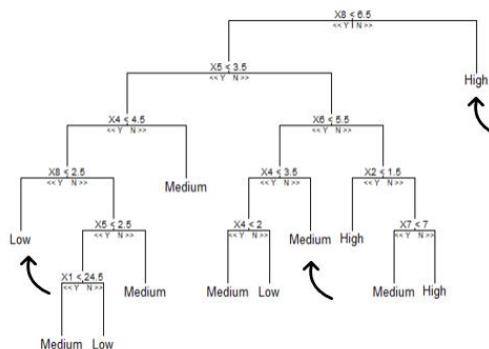 X8 ≤ 6.5
<< Y N >>
X5 ≤ 3.5
<< Y N >>
High
X4 ≤ 4.5
<< Y N >>
X6 ≤ 5.5
<< Y N >>
X8 ≤ 2.5
<< Y N >>
Medium
X4 ≤ 3.5
<< Y N >>
X2 ≤ 1.5
<< Y N >>
Low
X5 ≤ 2.5
<< Y N >>
X4 ≤ 2
<< Y N >>
Medium
High
X7 ≤ 7
<< Y N >>
X1 ≤ 24.5
<< Y N >>
Medium
Medium
Low
Medium
High
Medium
Low